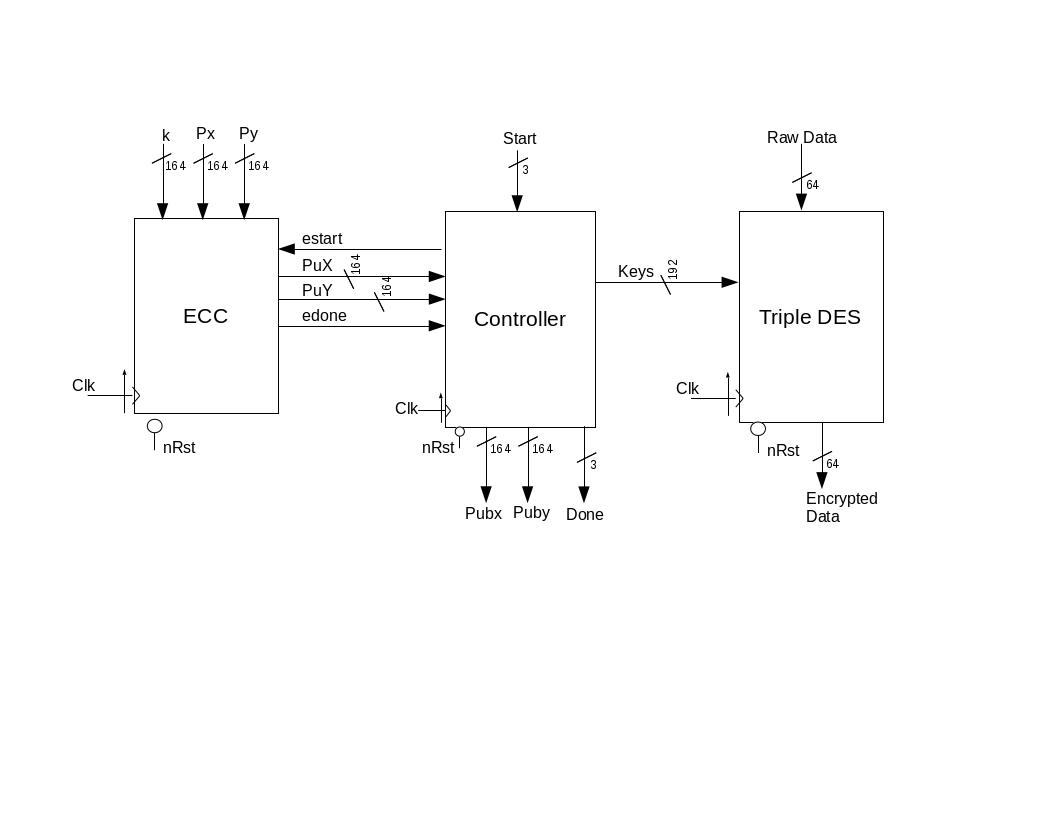 k Px Py
164 164 164
Start
3
Raw Data
64
estart
PuX 164
PuY 164
edone
ECC
Clk
nRst
Controller
Keys 192
Clk
nRst
164 164 3
Pubx Puby Done
Triple DES
Clk
nRst
64
Encrypted
Data